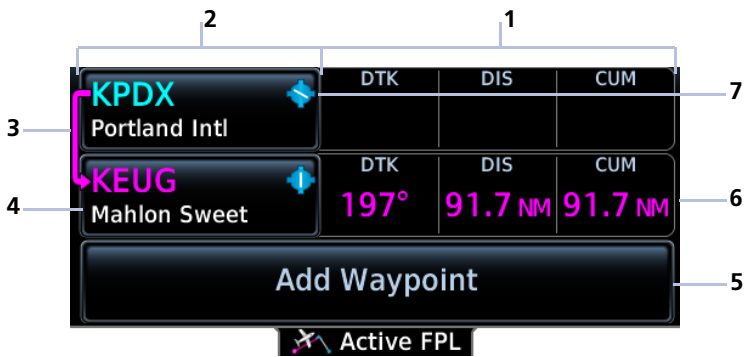 2 1
KPDX DTK DIS CUM 7
Portland Intl
3
KEUG DTK DIS CUM
4 Mahlon Sweet 197° 91.7 NM 91.7 NM 6
Add Waypoint 5
Active FPL